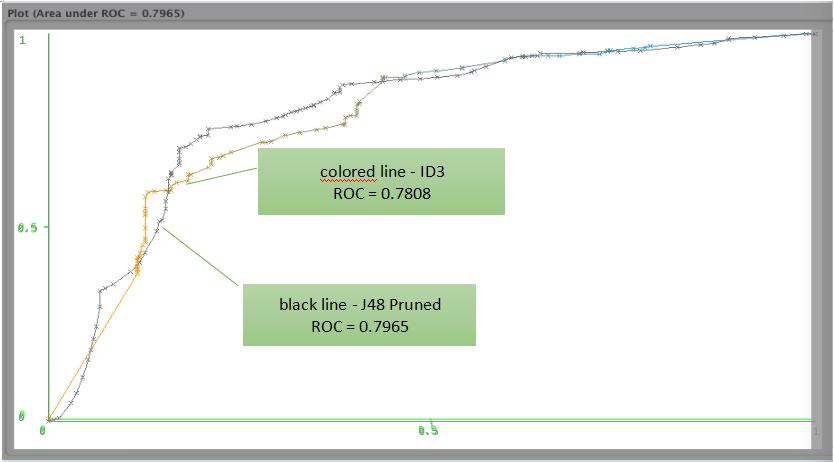 Plot (Area under ROC = 0.7965)
1
colored line - ID3
ROC = 0.7808
0.5
black line - J48 Pruned
ROC = 0.7965
0
0
0.5
1